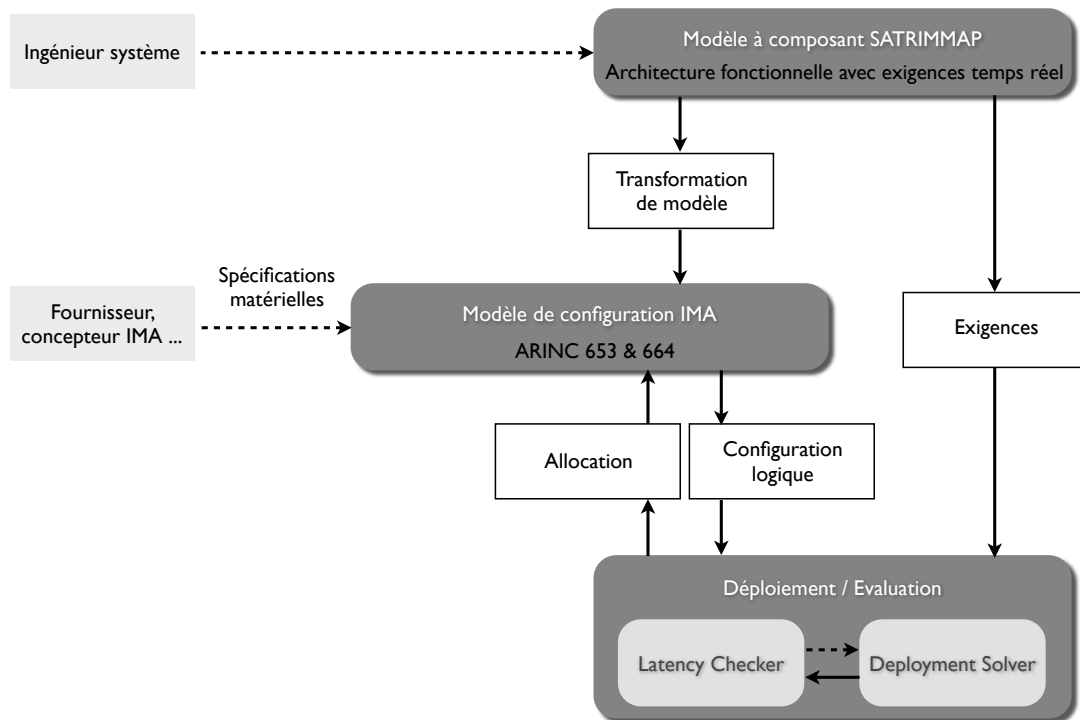 Ingénieur système
Modèle à composant SATRIMMAP
Architecture fonctionnelle avec exigences temps réel
Transformation
de modèle
Spécifications
matérielles
Fournisseur,
concepteur IMA ...
Modèle de configuration IMA
ARINC 653 & 664
Exigences
Allocation
Configuration
logique
Déploiement / Evaluation
Latency Checker
Deployment Solver